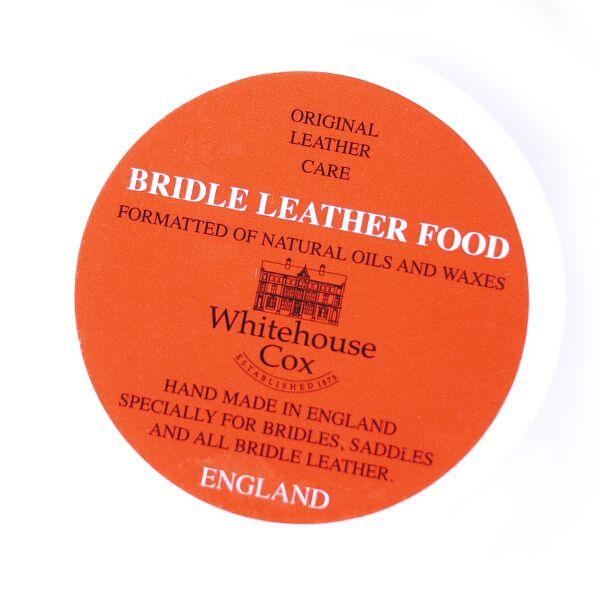 ORIGINAL
LEATHER
CARE
BRIDLE LEATHER FOOD
FORMATTED OF NATURAL OILS AND WAXES
Whitehouse
Cox
ESTABLISHED 1875
HAND MADE IN ENGLAND
SPECIALLY FOR BRIDLES, SADDLES
AND ALL BRIDLE LEATHER.
ENGLAND